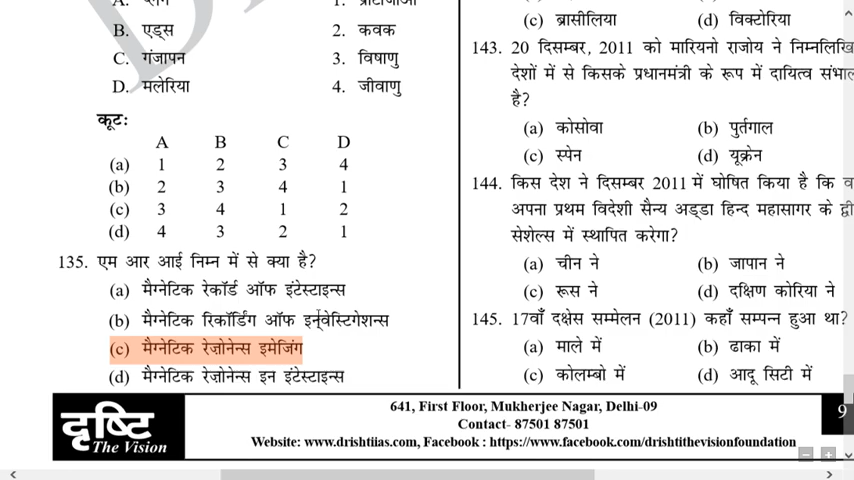 A. प्लेग 1. प्रोटोजोआ
B. एड्स 2. कवक
C. गंजापन 3. विषाणु
D. मलेरिया 4. जीवाणु
कूट:
A B C D
(a) 1 2 3 4
(b) 2 3 4 1
(c) 3 4 1 2
(d) 4 3 2 1
135. एम आर आई निम्न में से क्या है?
(a) मैग्नेटिक रेकॉर्ड ऑफ इंटेस्टाइन्स
(b) मैग्नेटिक रिकॉर्डिंग ऑफ इन्वेस्टिगेशन्स
(c) मैग्नेटिक रेज़ोनेन्स इमेजिंग
(d) मैग्नेटिक रेज़ोनेन्स इन इंटेस्टाइन्स
(c) ब्रासीलिया (d) विक्टोरिया
143. 20 दिसम्बर, 2011 को मारियनो राजोय ने निम्नलिखि
देशों में से किसके प्रधानमंत्री के रूप में दायित्व संभाल
है?
(a) कोसोवा (b) पुर्तगाल
(c) स्पेन (d) यूक्रेन
144. किस देश ने दिसम्बर 2011 में घोषित किया है कि व
अपना प्रथम विदेशी सैन्य अड्डा हिन्द महासागर के द्वी
सेशेल्स में स्थापित करेगा?
(a) चीन ने (b) जापान ने
(c) रूस ने (d) दक्षिण कोरिया ने
145. 17वाँ दक्षेस सम्मेलन (2011) कहाँ सम्पन्न हुआ था?
(a) माले में (b) ढाका में
(c) कोलम्बो में (d) आदू सिटी में
दृष्टि
The Vision
641, First Floor, Mukherjee Nagar, Delhi-09
Contact- 87501 87501
Website: www.drishtiias.com, Facebook : https://www.facebook.com/drishtithevisionfoundation
9